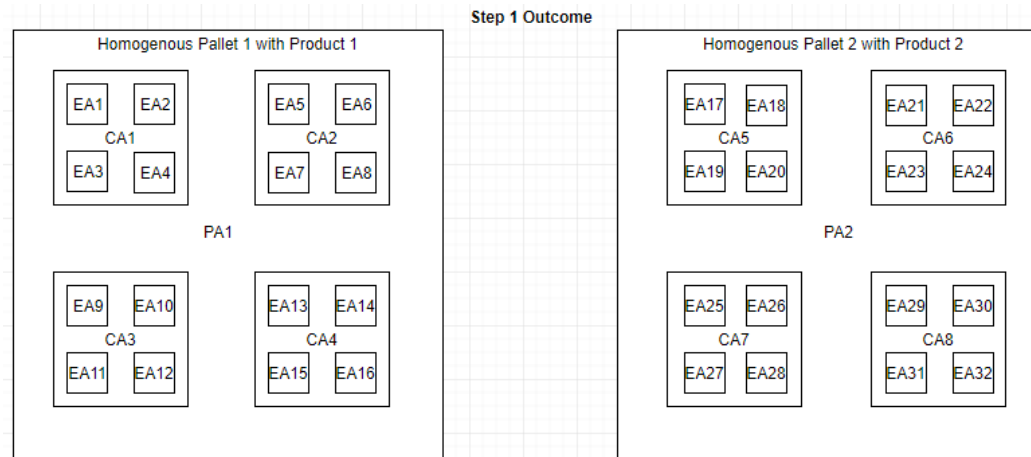 Step 1 Outcome
Homogenous Pallet 1 with Product 1
EA1 EA2
CA1
EA3 EA4
EA5 EA6
CA2
EA7 EA8
PA1
EA9 EA10
CA3
EA11 EA12
EA13 EA14
CA4
EA15 EA16
Homogenous Pallet 2 with Product 2
EA17 EA18
CA5
EA19 EA20
EA21 EA22
CA6
EA23 EA24
PA2
EA25 EA26
CA7
EA27 EA28
EA29 EA30
CA8
EA31 EA32